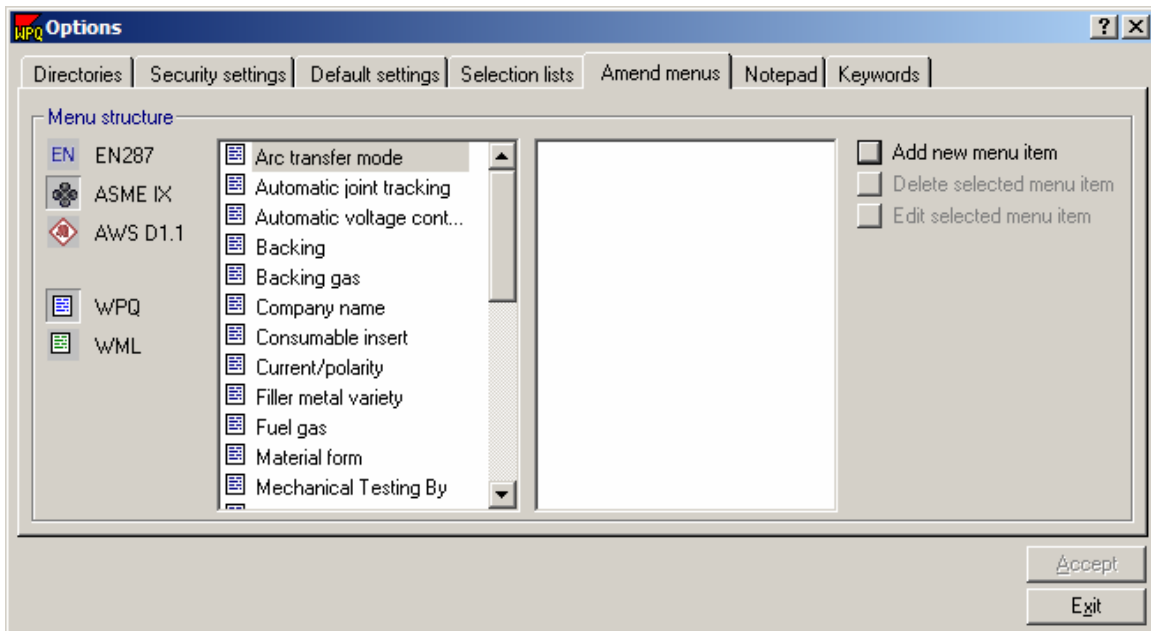 WPQ Options
Directories Security settings Default settings Selection lists Amend menus Notepad Keywords
Menu structure
EN EN287
ASME IX
AWS D1.1
WPQ
WML
Arc transfer mode
Automatic joint tracking
Automatic voltage cont...
Backing
Backing gas
Company name
Consumable insert
Current/polarity
Filler metal variety
Fuel gas
Material form
Mechanical Testing By
Add new menu item
Delete selected menu item
Edit selected menu item
Accept
Exit